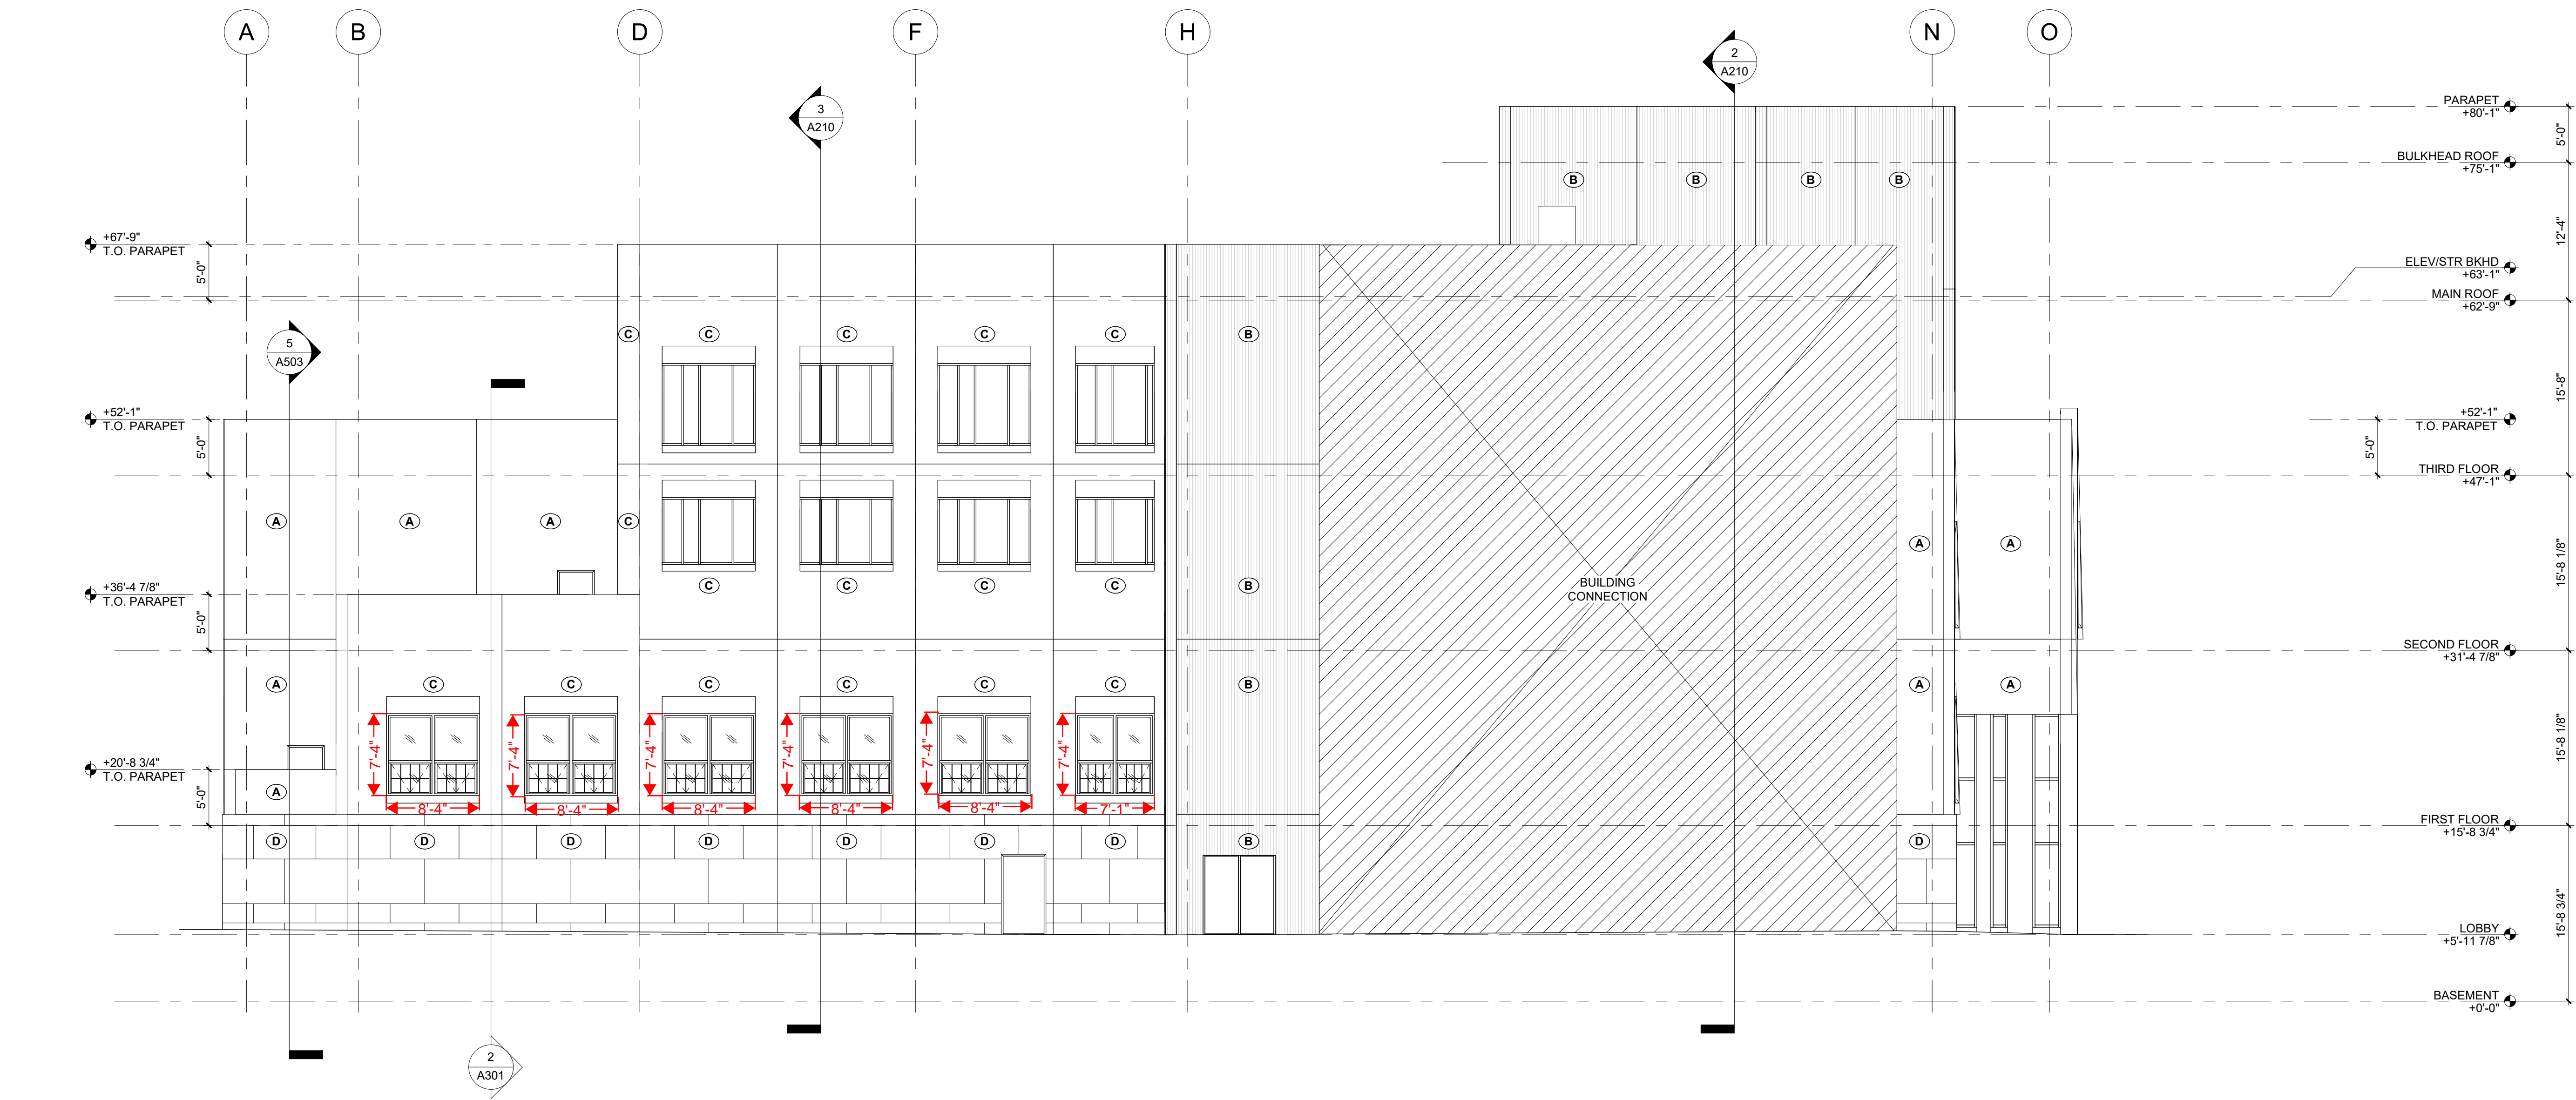 A B D F H N O
2
A210
3
A210
PARAPET
+80'-1"
5'-0"
BULKHEAD ROOF
+75'-1"
B B B B
12'-4"
+67'-9"
T.O. PARAPET
5'-0"
ELEV/STR BKHD
+63'-1"
MAIN ROOF
+62'-9"
C C C C C B
5
A503
15'-8"
+52'-1"
T.O. PARAPET
5'-0"
+52'-1"
T.O. PARAPET
5'-0"
THIRD FLOOR
+47'-1"
A A A C
A A
15'-8 1/8"
+36'-4 7/8"
T.O. PARAPET
5'-0"
C C C C B
BUILDING
CONNECTION
SECOND FLOOR
+31'-4 7/8"
A C C C C C C B A A
7'-4" 7'-4" 7'-4" 7'-4" 7'-4" 7'-4"
15'-8 1/8"
+20'-8 3/4"
T.O. PARAPET
5'-0"
A
8'-4" 8'-4" 8'-4" 8'-4" 8'-4" 7'-1"
FIRST FLOOR
+15'-8 3/4"
D D D D D D D B D
15'-8 3/4"
LOBBY
+5'-11 7/8"
BASEMENT
+0'-0"
2
A301